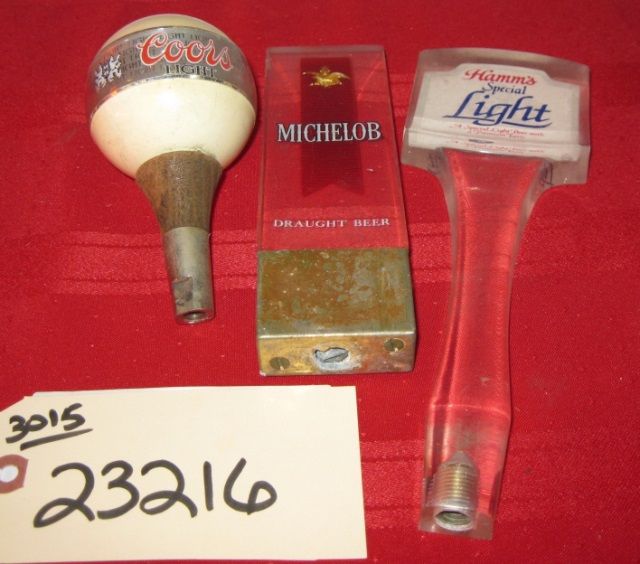 Coors
LIGHT
MICHELOB
DRAUGHT BEER
Hamm's
Special
Light
3015
23216